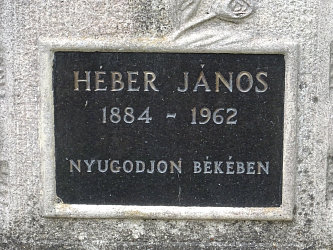 HÉBER JÁNOS
1884 - 1962
NYUGODJON BÉKÉBEN